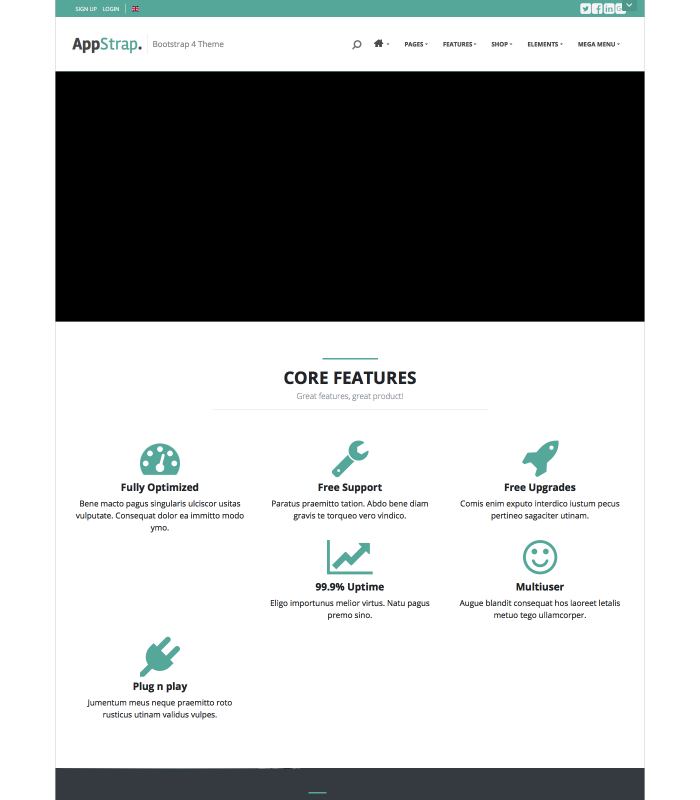 SIGN UP LOGIN
AppStrap. Bootstrap 4 Theme
PAGES FEATURES SHOP ELEMENTS MEGA MENU
CORE FEATURES
Great features, great product!
Fully Optimized
Bene macto pagus singularis ulciscor usitas
vulputate. Consequat dolor ea immitto modo
ymo.
Free Support
Paratus praemitto tation. Abdo bene diam
gravis te torqueo vero vindico.
Free Upgrades
Comis enim exputo interdico iustum pecus
pertineo sagaciter utinam.
99.9% Uptime
Eligo importunus melior virtus. Natu pagus
premo sino.
Multiuser
Augue blandit consequat hos laoreet letalis
metuo tego ullamcorper.
Plug n play
Jumentum meus neque praemitto roto
rusticus utinam validus vulpes.